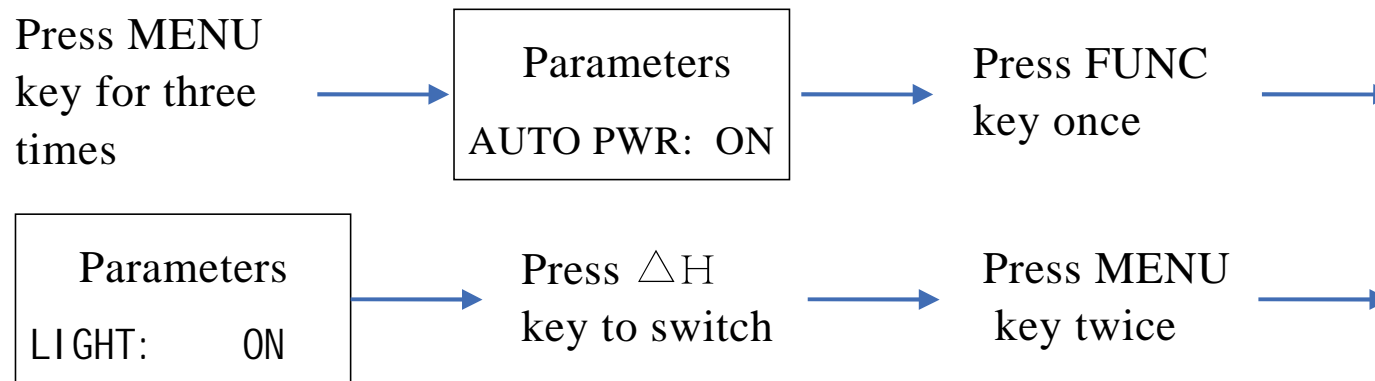 Press MENU
key for three
times
Parameters
AUTO PWR: ON
Press FUNC
key once
Parameters
LIGHT: ON
Press △H
key to switch
Press MENU
key twice